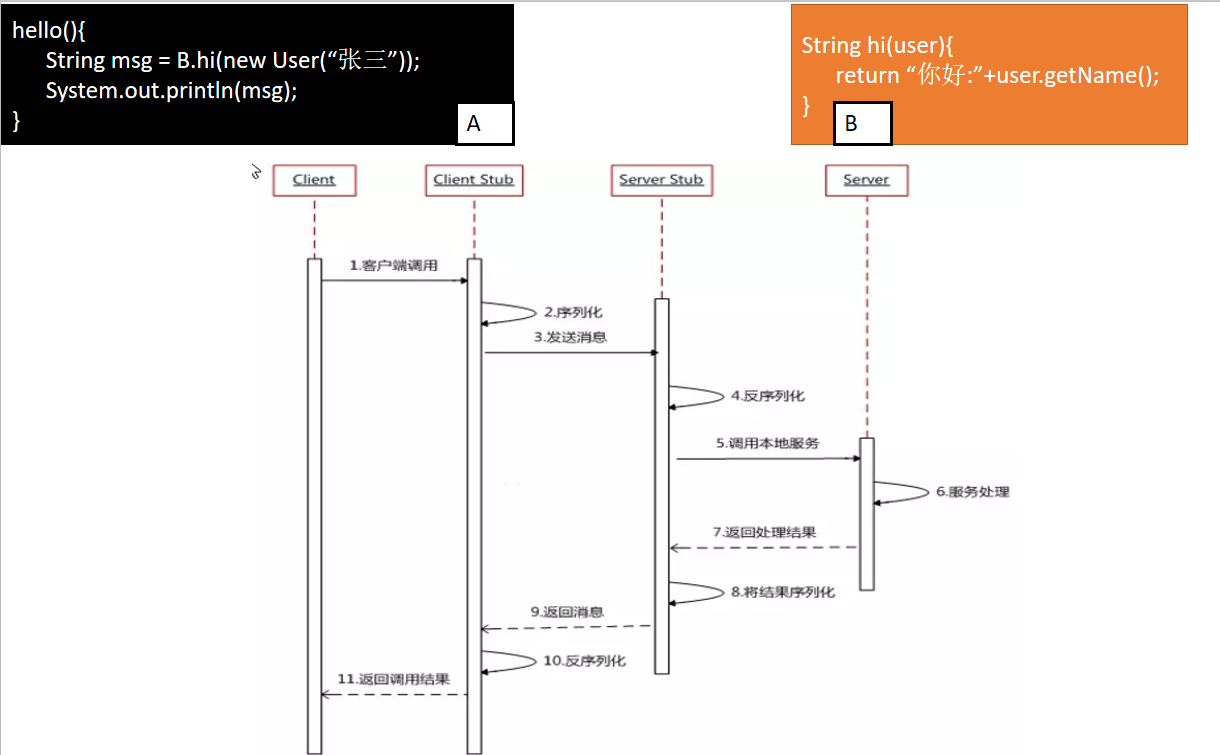 hello(){
String msg = B.hi(new User(“张三”));
System.out.println(msg);
}
A
String hi(user){
return “你好:”+user.getName();
}
B
Client
Client Stub
Server Stub
Server
1.客户端调用
2.序列化
3.发送消息
4.反序列化
5.调用本地服务
6.服务处理
7.返回处理结果
8.将结果序列化
9.返回消息
10.反序列化
11.返回调用结果